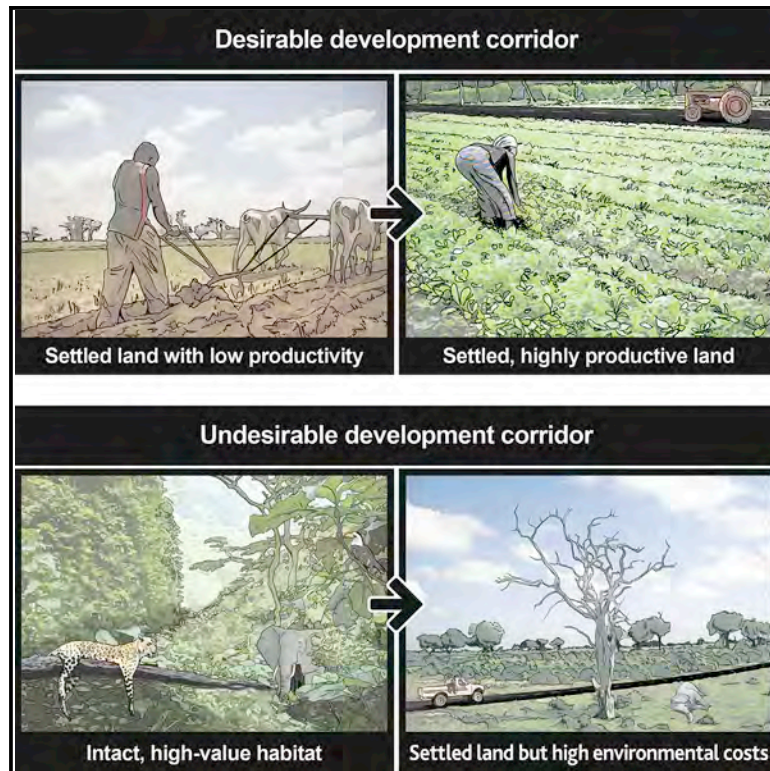 Desirable development corridor
Settled land with low productivity
Settled, highly productive land
Undesirable development corridor
Intact, high-value habitat
Settled land but high environmental costs